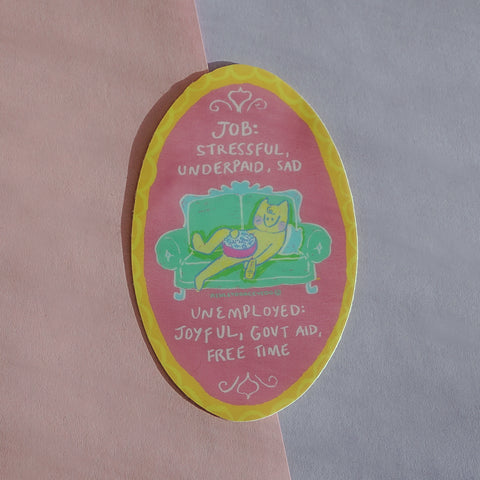 JOB:
STRESSFUL,
UNDERPAID, SAD
UNEMPLOYED:
JOYFUL, GOVT AID,
FREE TIME